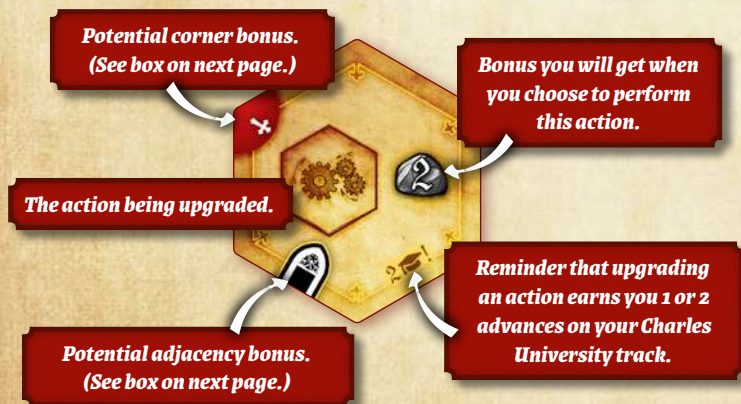 Potential corner bonus.
(See box on next page.)
Bonus you will get when
you choose to perform
this action.
2
The action being upgraded.
2 !
Reminder that upgrading
an action earns you 1 or 2
advances on your Charles
University track.
Potential adjacency bonus.
(See box on next page.)